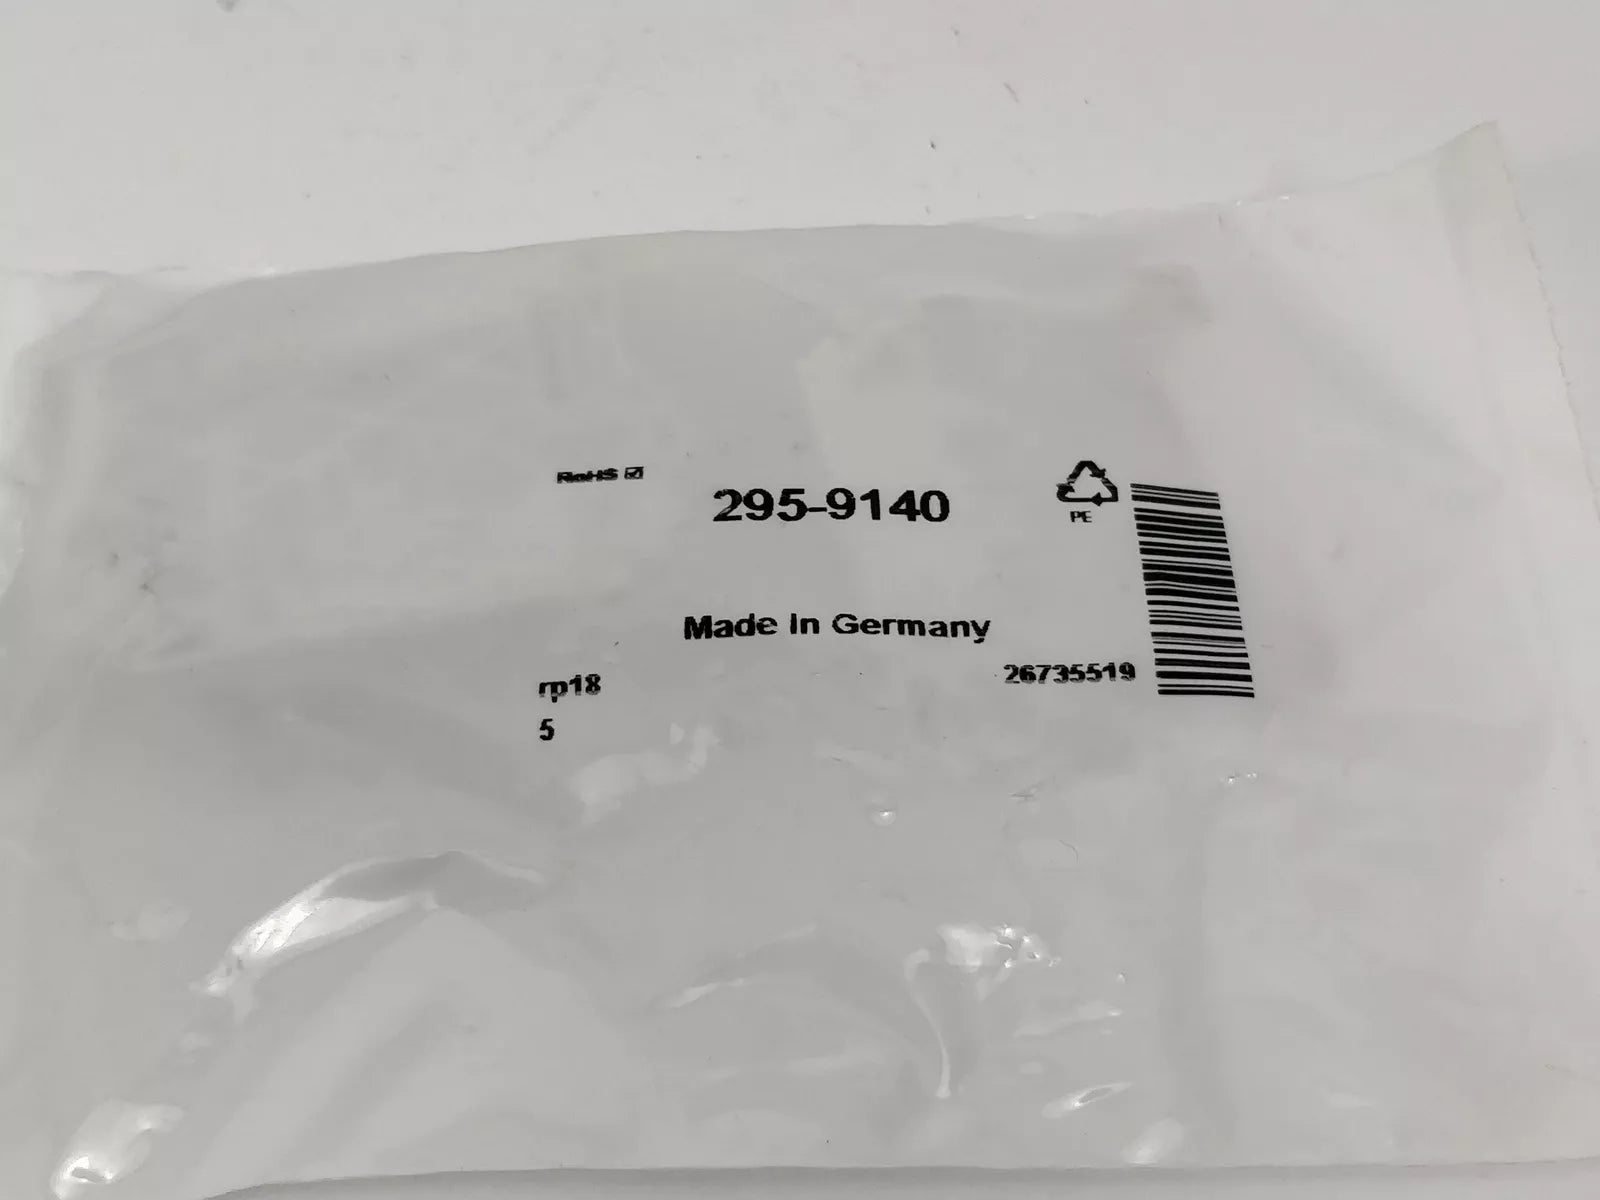 RoHS ☑
295-9140
PE
Made in Germany
26735519
rp18
5